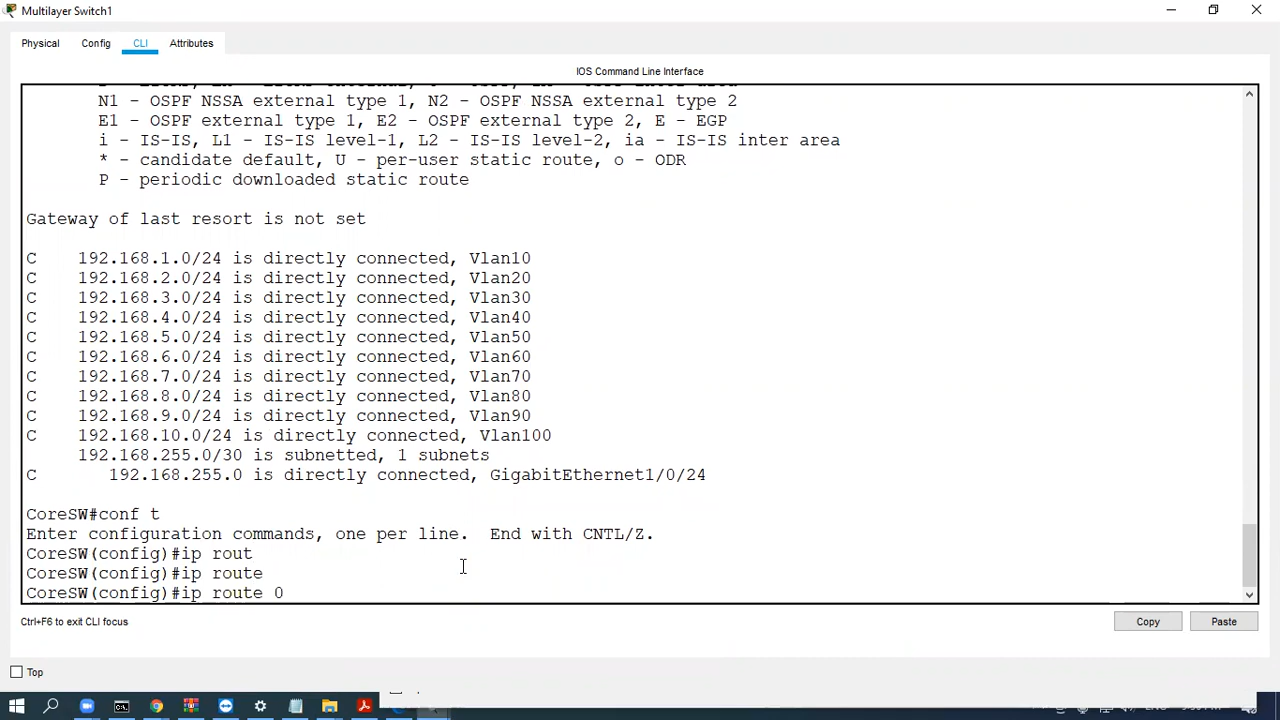 Multilayer Switch1
Physical Config CLI Attributes
IOS Command Line Interface
N1 - OSPF NSSA external type 1, N2 - OSPF NSSA external type 2
E1 - OSPF external type 1, E2 - OSPF external type 2, E - EGP
i - IS-IS, L1 - IS-IS level-1, L2 - IS-IS level-2, ia - IS-IS inter area
* - candidate default, U - per-user static route, o - ODR
P - periodic downloaded static route
Gateway of last resort is not set
C 192.168.1.0/24 is directly connected, Vlan10
C 192.168.2.0/24 is directly connected, Vlan20
C 192.168.3.0/24 is directly connected, Vlan30
C 192.168.4.0/24 is directly connected, Vlan40
C 192.168.5.0/24 is directly connected, Vlan50
C 192.168.6.0/24 is directly connected, Vlan60
C 192.168.7.0/24 is directly connected, Vlan70
C 192.168.8.0/24 is directly connected, Vlan80
C 192.168.9.0/24 is directly connected, Vlan90
C 192.168.10.0/24 is directly connected, Vlan100
192.168.255.0/30 is subnetted, 1 subnets
C 192.168.255.0 is directly connected, GigabitEthernet1/0/24
CoreSW#conf t
Enter configuration commands, one per line. End with CNTL/Z.
CoreSW(config)#ip rout
CoreSW(config)#ip route
CoreSW(config)#ip route 0
Ctrl+F6 to exit CLI focus
Copy Paste
Top